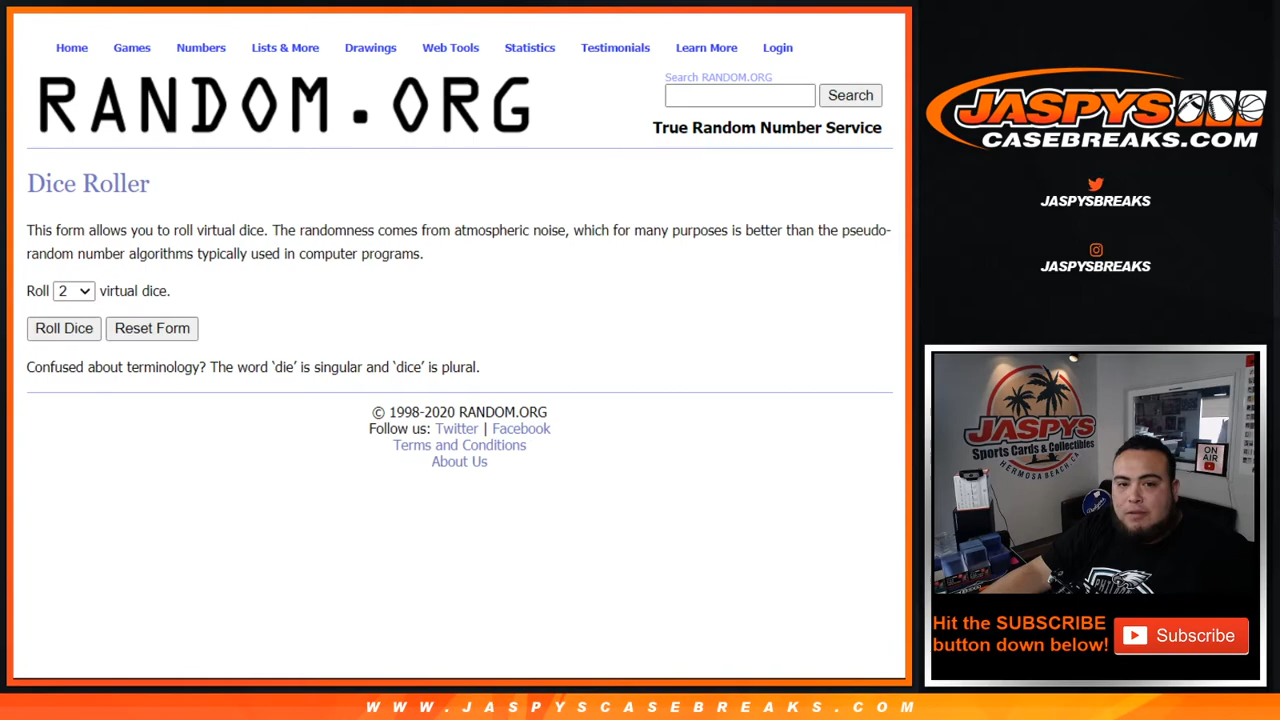 Home Games Numbers Lists & More Drawings Web Tools Statistics Testimonials Learn More Login
RANDOM.ORG
Search RANDOM.ORG
Search
True Random Number Service
Dice Roller
This form allows you to roll virtual dice. The randomness comes from atmospheric noise, which for many purposes is better than the pseudo-
random number algorithms typically used in computer programs.
Roll 2 virtual dice.
Roll Dice Reset Form
Confused about terminology? The word ‘die’ is singular and ‘dice’ is plural.
© 1998-2020 RANDOM.ORG
Follow us: Twitter | Facebook
Terms and Conditions
About Us
JASPYS
CASEBREAKS.COM
JASPYSBREAKS
JASPYSBREAKS
JASPYS
Sports Cards & Collectibles
HERMOSA BEACH, CA
ON
AIR
Dodgers
Hit the SUBSCRIBE
button down below!
Subscribe
WWW.JASPYSCASEBREAKS.COM